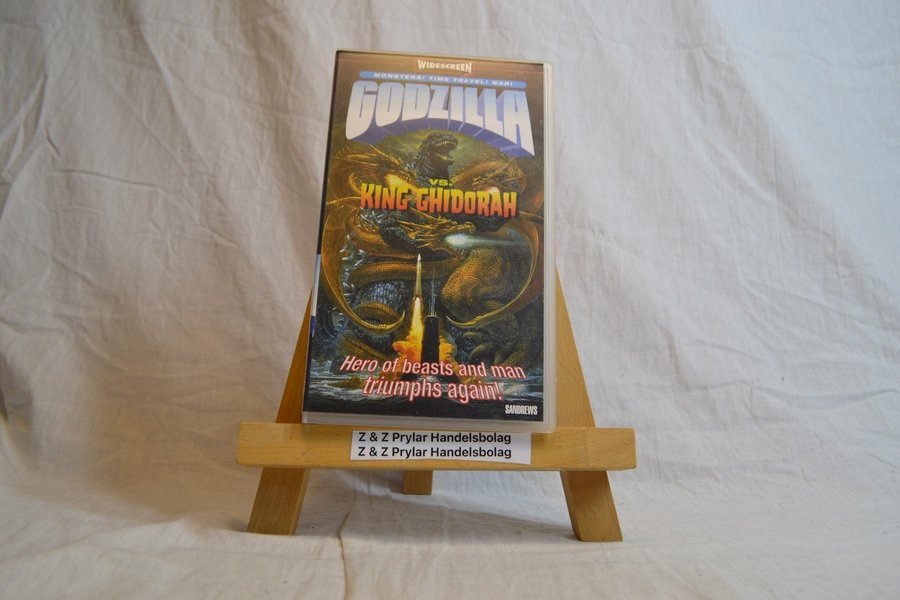 WIDESCREEN
MONSTERS! TIME TRAVEL! WAR!
GODZILLA
VS.
KING GHIDORAH
Hero of beasts and man
triumphs again!
SANDREWS
Z & Z Prylar Handelsbolag
Z & Z Prylar Handelsbolag